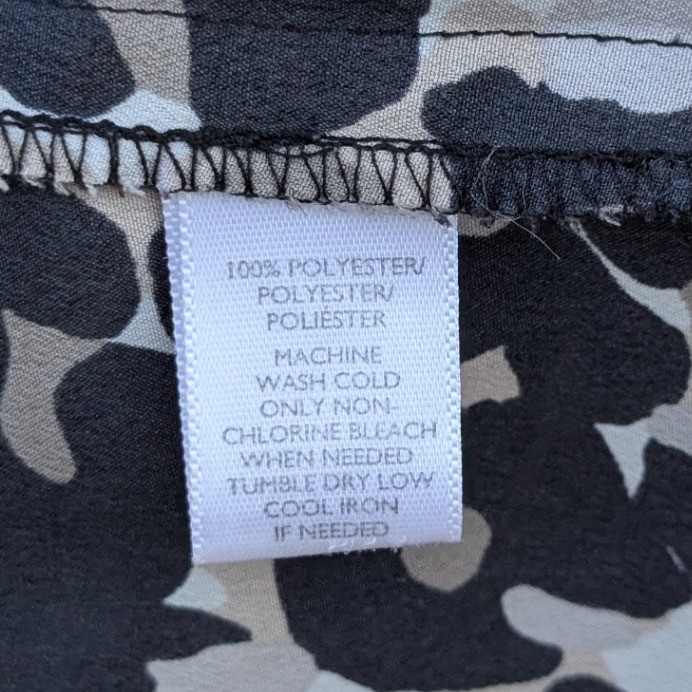 100% POLYESTER/
POLYESTER/
POLIÉSTER
MACHINE
WASH COLD
ONLY NON-
CHLORINE BLEACH
WHEN NEEDED
TUMBLE DRY LOW
COOL IRON
IF NEEDED